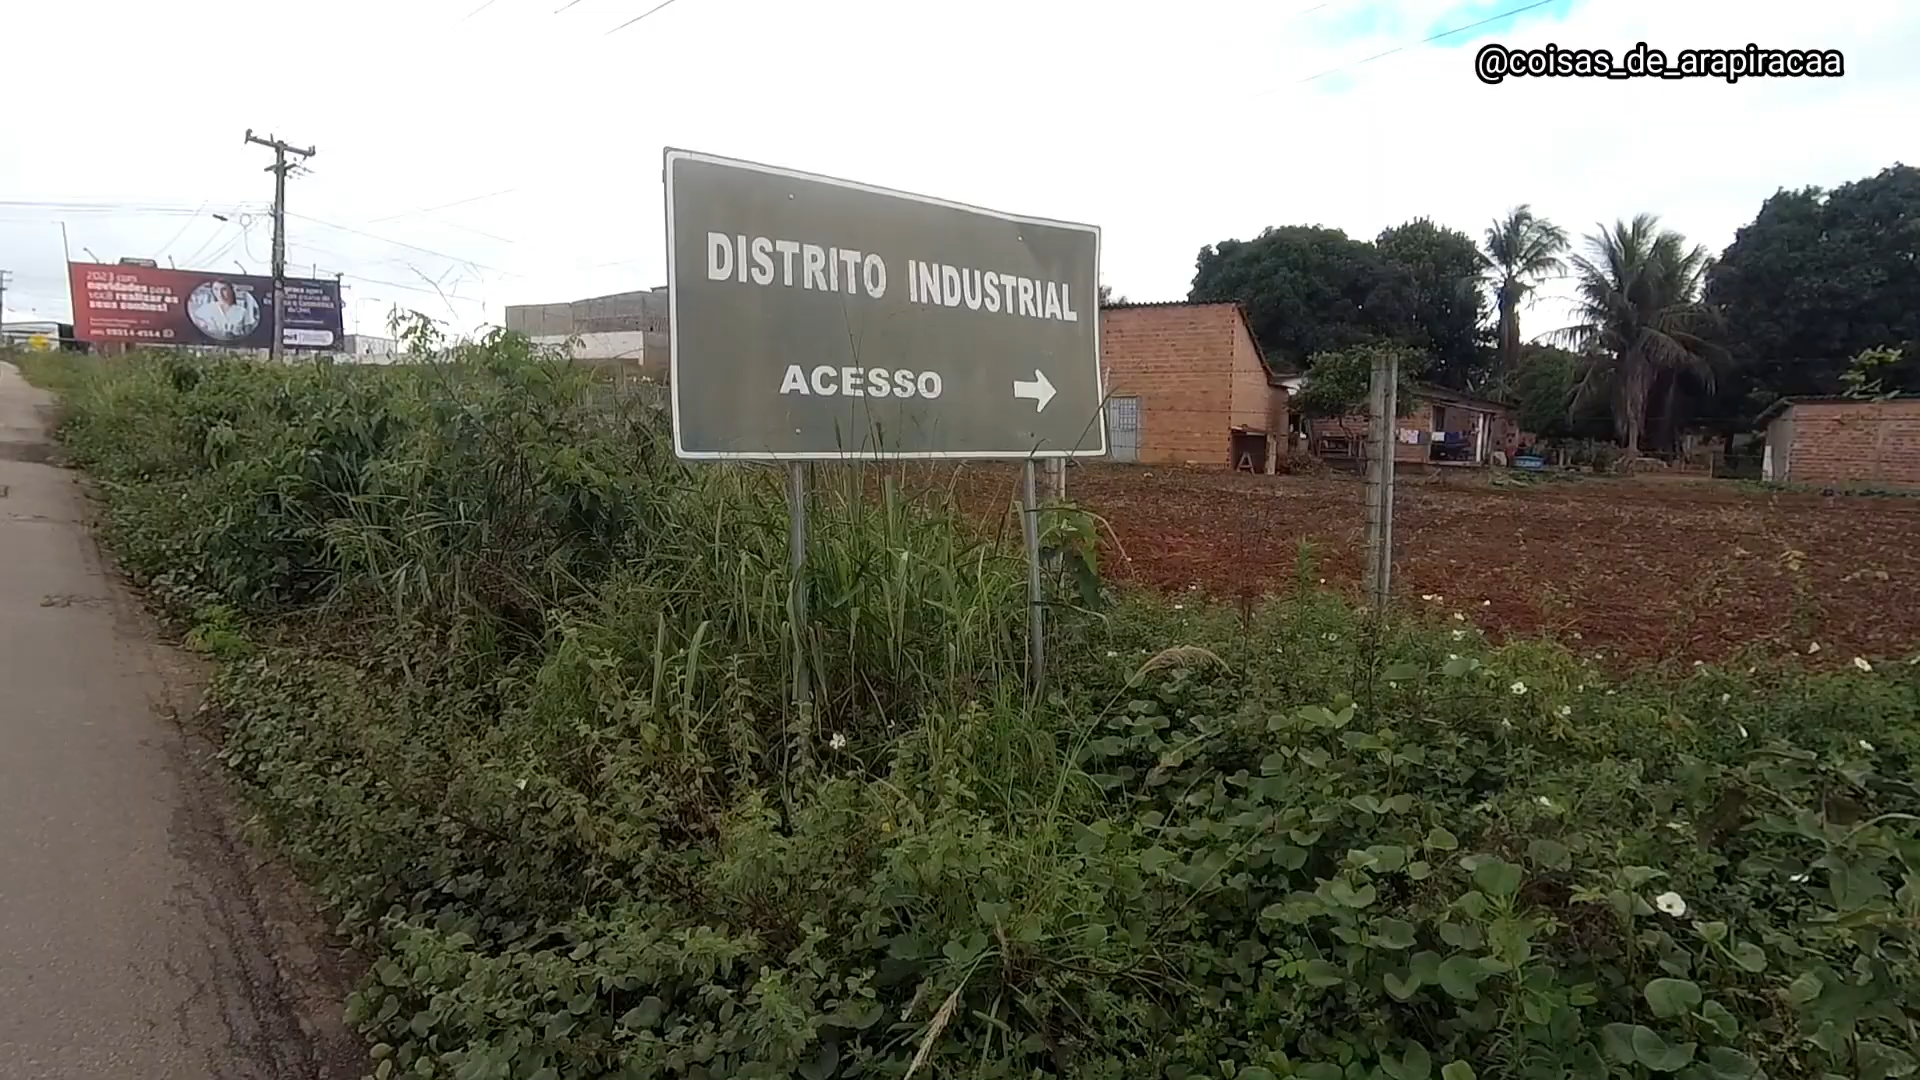 @coisas_de_arapiracaa
DISTRITO INDUSTRIAL
ACESSO
2023 com
novidades para
você realizar os
seus sonhos!